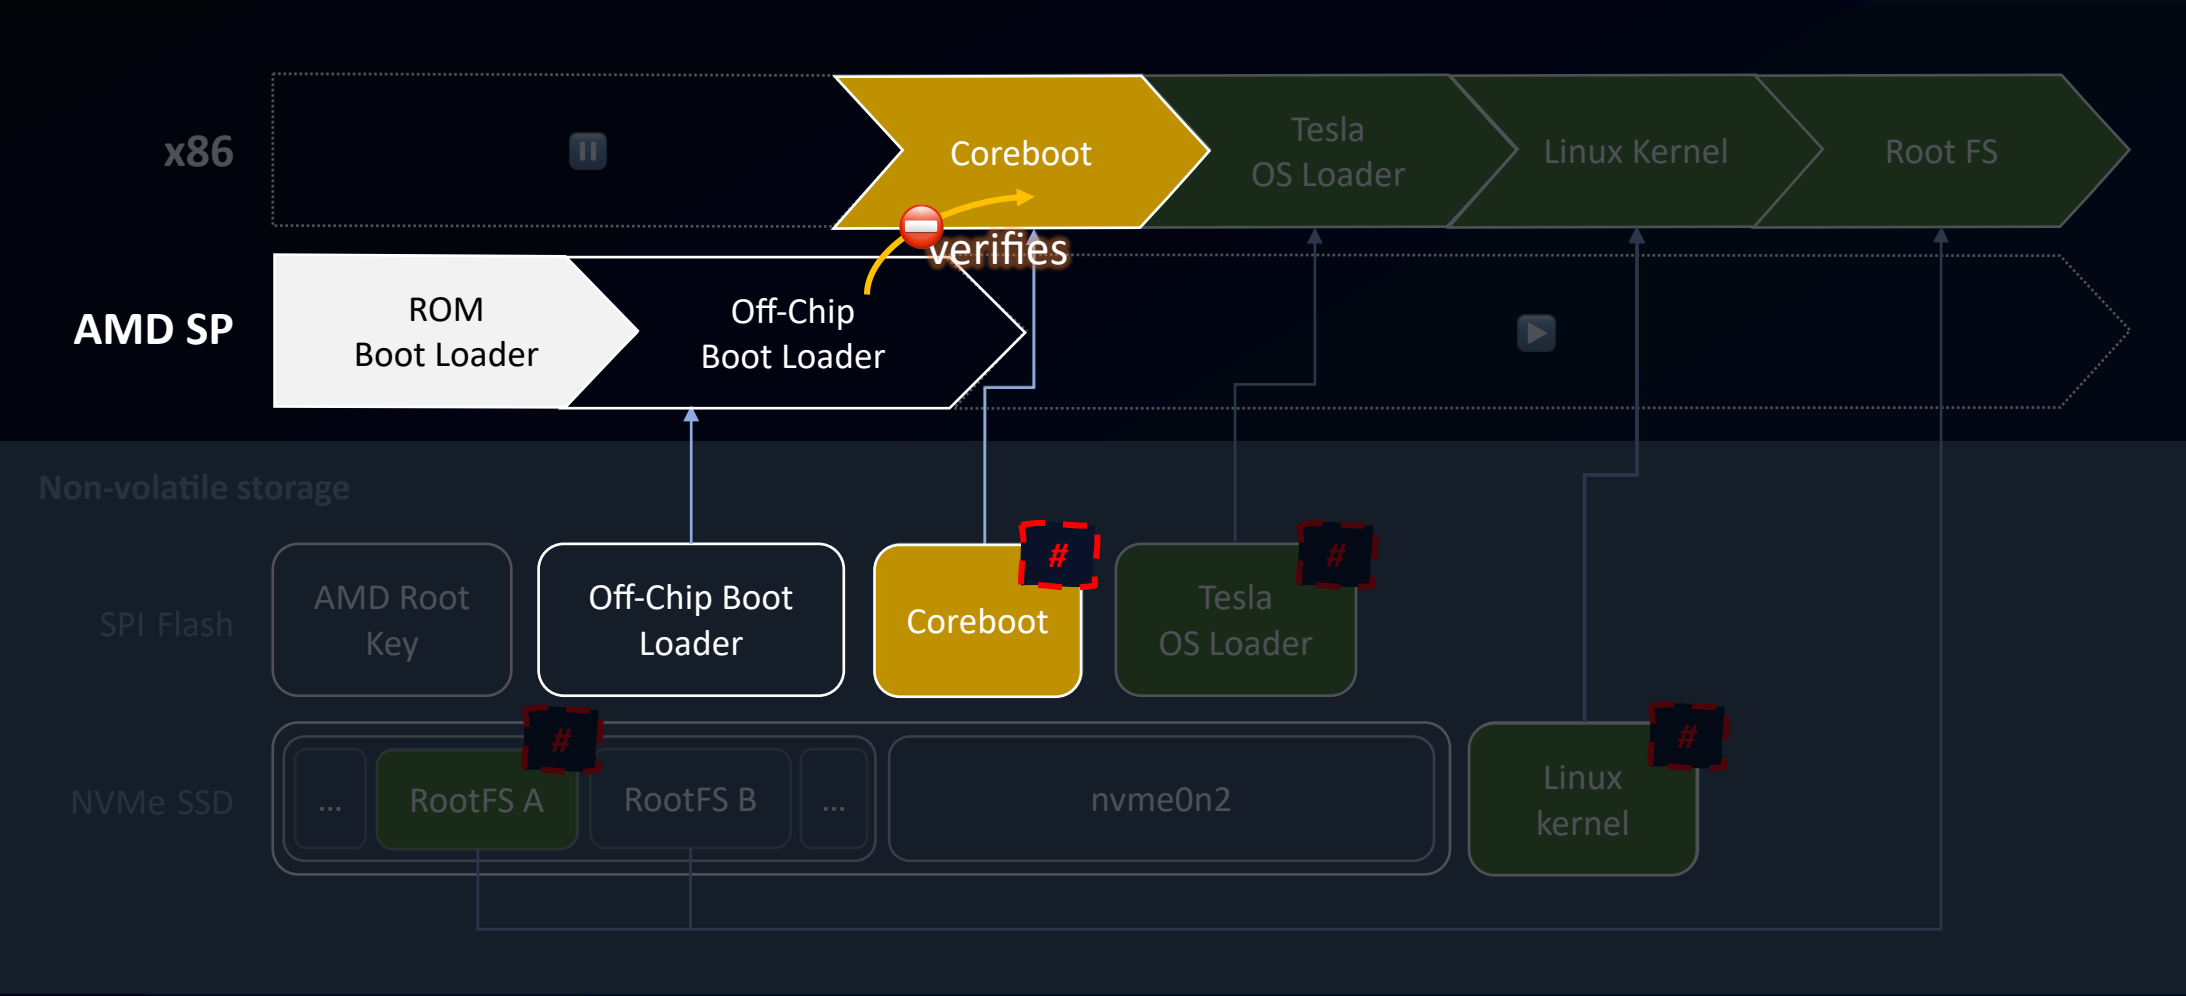 x86
Coreboot
Tesla
OS Loader
Linux Kernel
Root FS
verifies
AMD SP
ROM
Boot Loader
Off-Chip
Boot Loader
Non-volatile storage
SPI Flash
AMD Root
Key
Off-Chip Boot
Loader
Coreboot
#
Tesla
OS Loader
#
NVMe SSD
...
RootFS A
#
RootFS B
...
nvme0n2
Linux
kernel
#